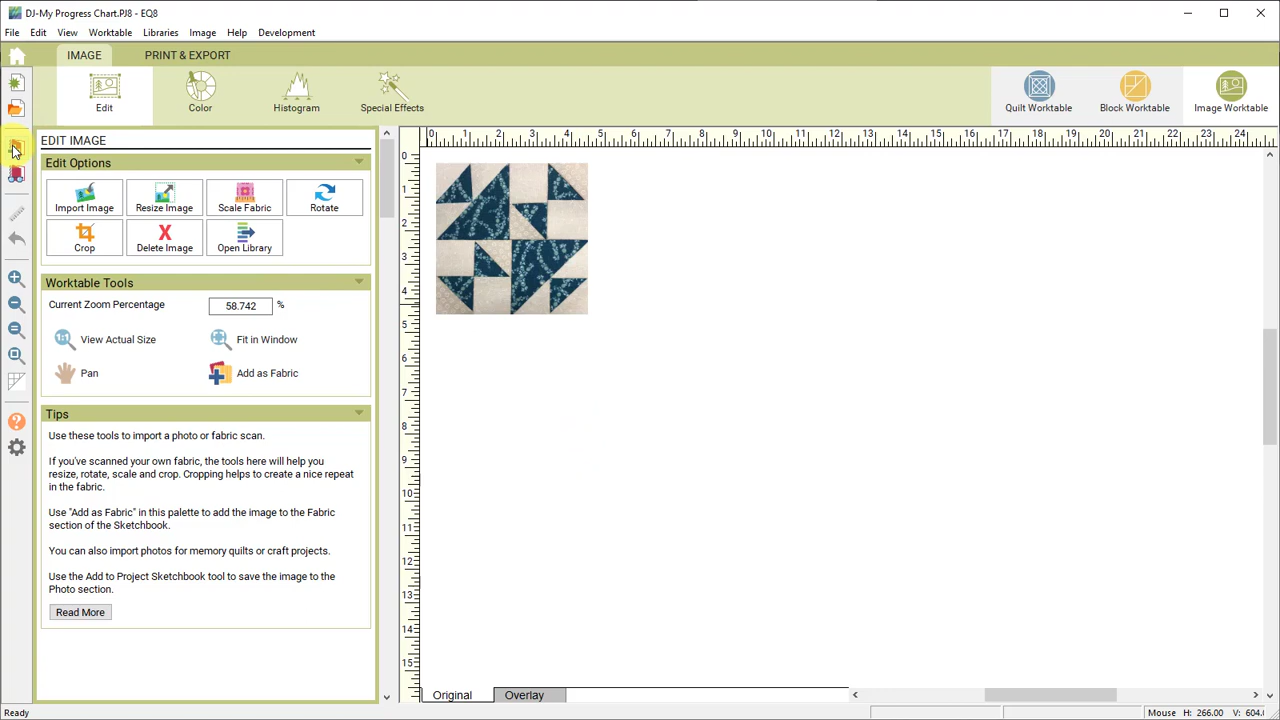 DJ-My Progress Chart.PJ8 - EQ8
File Edit View Worktable Libraries Image Help Development
IMAGE PRINT & EXPORT
Edit Color Histogram Special Effects Quilt Worktable Block Worktable Image Worktable
EDIT IMAGE
Edit Options
Import Image Resize Image Scale Fabric Rotate
Crop Delete Image Open Library
Worktable Tools
Current Zoom Percentage 58.742 %
1:1 View Actual Size Fit in Window
Pan Add as Fabric
Tips
Use these tools to import a photo or fabric scan.
If you've scanned your own fabric, the tools here will help you
resize, rotate, scale and crop. Cropping helps to create a nice repeat
in the fabric.
Use "Add as Fabric" in this palette to add the image to the Fabric
section of the Sketchbook.
You can also import photos for memory quilts or craft projects.
Use the Add to Project Sketchbook tool to save the image to the
Photo section.
Read More
0 1 2 3 4 5 6 7 8 9 10 11 12 13 14 15 16 17 18 19 20 21 22 23 24
0
1
2
3
4
5
6
7
8
9
10
11
12
13
14
15
Original Overlay
Ready Mouse H: 266.00 V: 604.